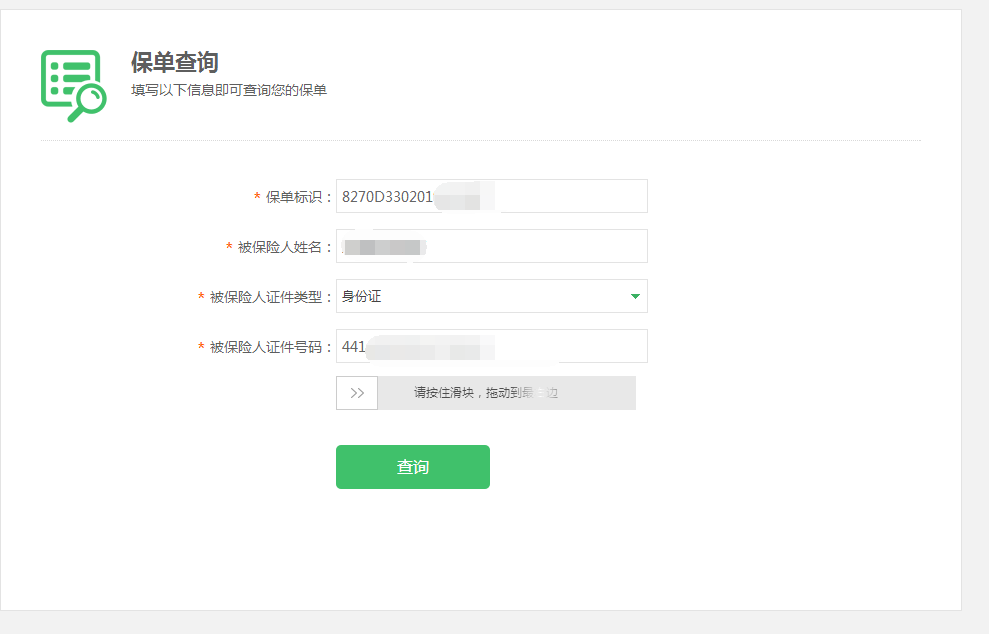 保单查询
填写以下信息即可查询您的保单
* 保单标识：8270D330201
* 被保险人姓名：
* 被保险人证件类型：身份证
* 被保险人证件号码：441
>> 请按住滑块，拖动到最 边
查询